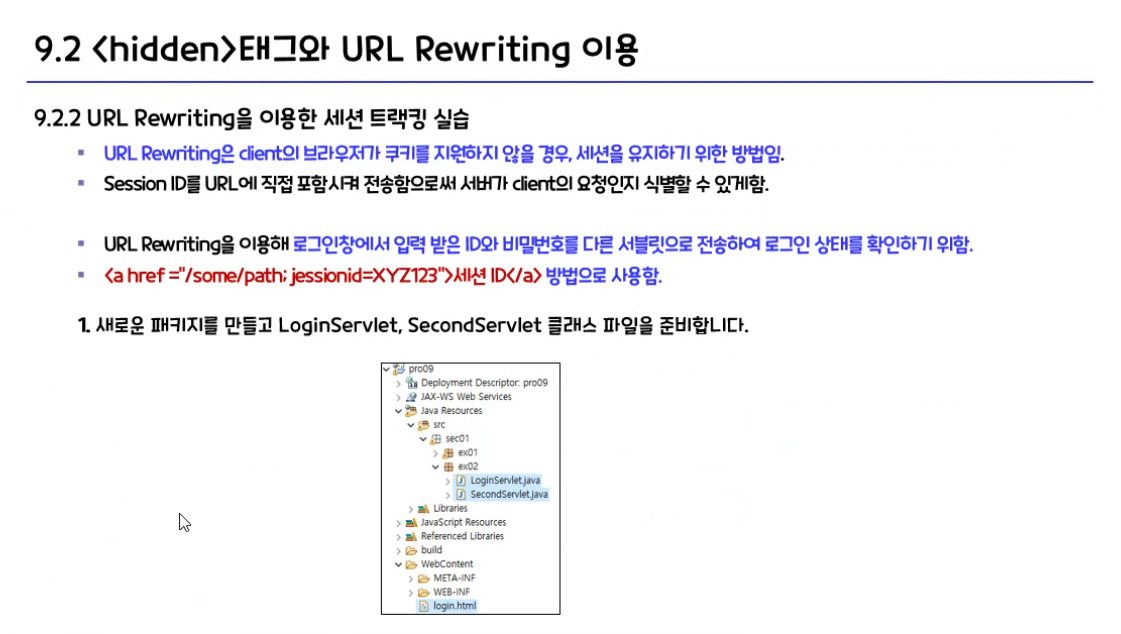 9.2 <hidden>태그와 URL Rewriting 이용
9.2.2 URL Rewriting을 이용한 세션 트랙킹 실습
▪ URL Rewriting은 client의 브라우저가 쿠키를 지원하지 않을 경우, 세션을 유지하기 위한 방법임.
▪ Session ID를 URL에 직접 포함시켜 전송함으로써 서버가 client의 요청인지 식별할 수 있게함.
▪ URL Rewriting을 이용해 로그인창에서 입력 받은 ID와 비밀번호를 다른 서블릿으로 전송하여 로그인 상태를 확인하기 위함.
▪ <a href ="/some/path; jessionid=XYZ123">세션 ID</a> 방법으로 사용함.
1. 새로운 패키지를 만들고 LoginServlet, SecondServlet 클래스 파일을 준비합니다.
pro09
Deployment Descriptor: pro09
JAX-WS Web Services
Java Resources
src
sec01
ex01
ex02
LoginServlet.java
SecondServlet.java
Libraries
JavaScript Resources
Referenced Libraries
build
WebContent
META-INF
WEB-INF
login.html